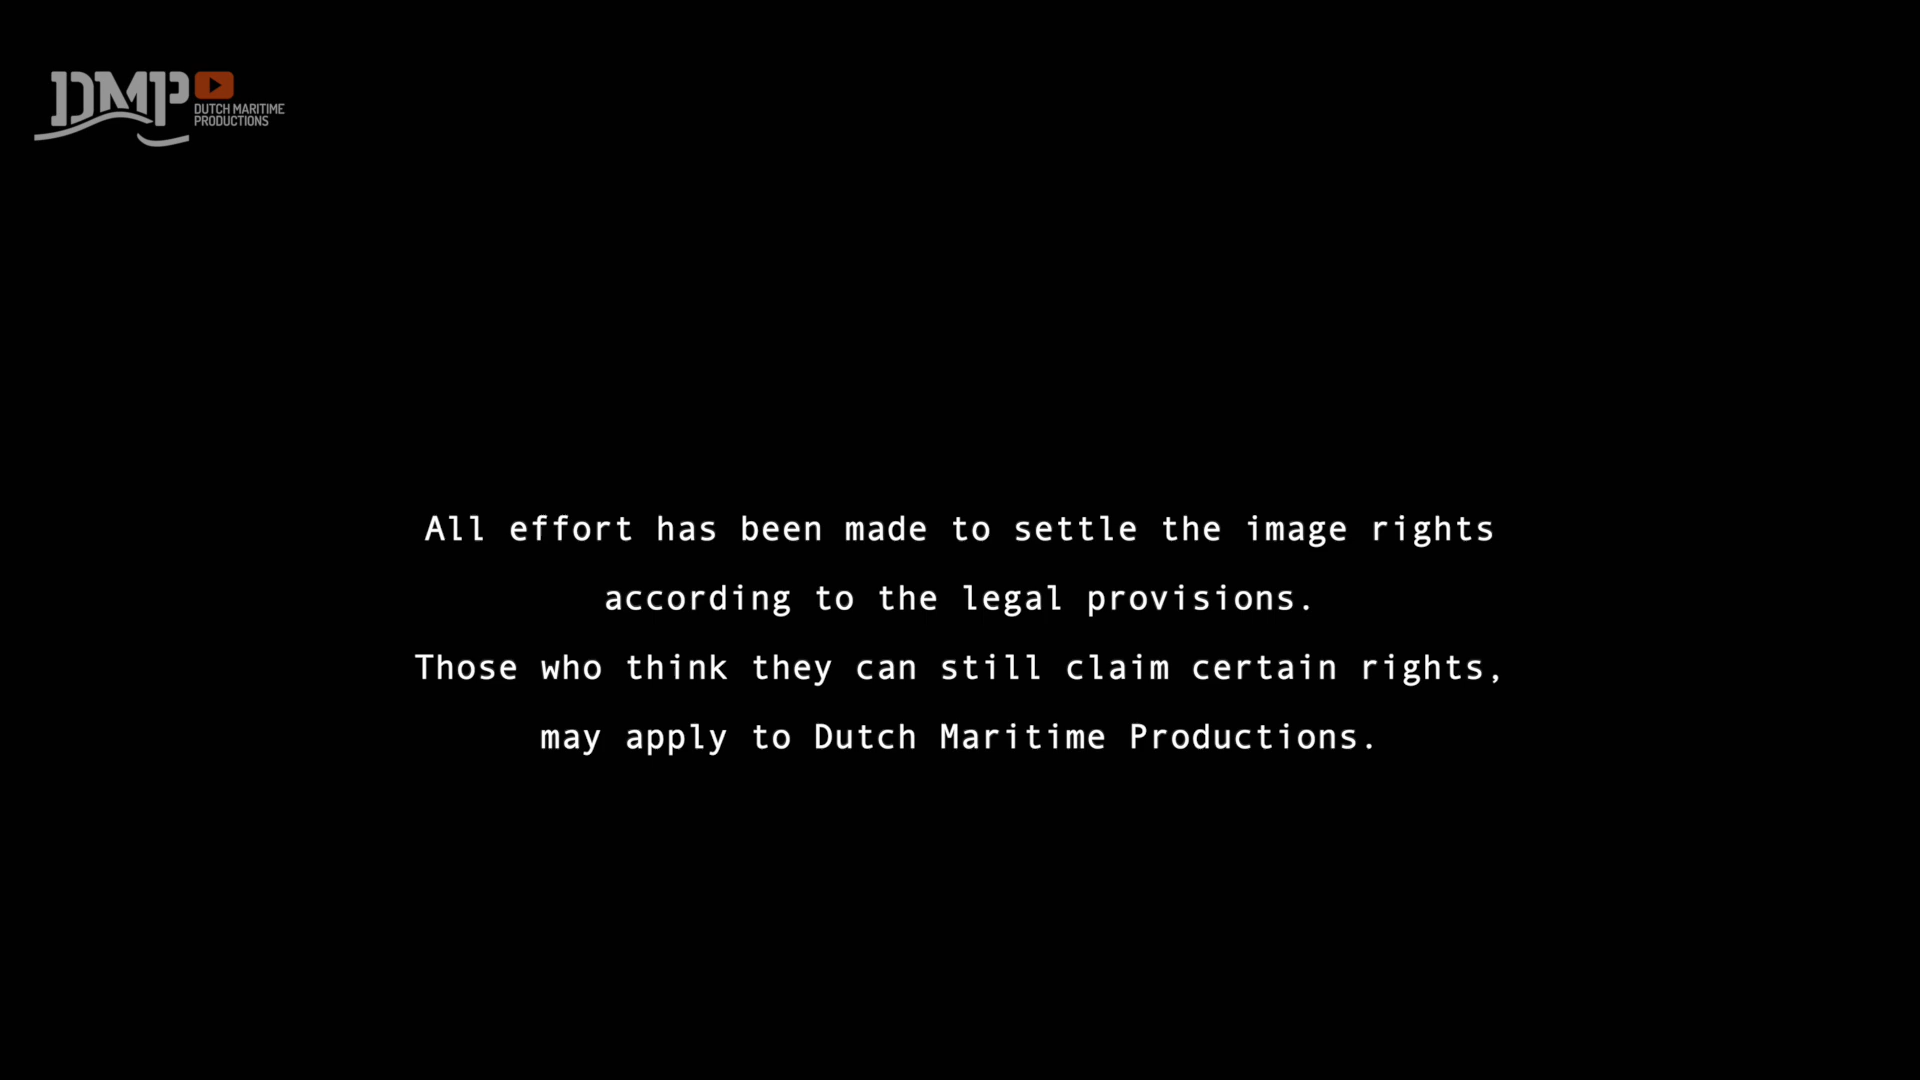 DMP
DUTCH MARITIME
PRODUCTIONS
All effort has been made to settle the image rights
according to the legal provisions.
Those who think they can still claim certain rights,
may apply to Dutch Maritime Productions.